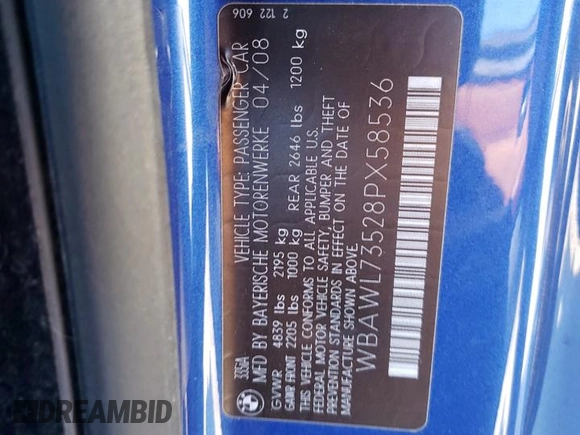 335iA VEHICLE TYPE: PASSENGER CAR 2 122 606
MFD BY BAYERISCHE MOTORENWERKE 04/08
GVWR 4839 lbs 2195 kg
GAWR FRONT 2205 lbs 1000 kg REAR 2646 lbs 1200 kg
THIS VEHICLE CONFORMS TO ALL APPLICABLE U.S.
FEDERAL MOTOR VEHICLE SAFETY, BUMPER AND THEFT
PREVENTION STANDARDS IN EFFECT ON THE DATE OF
MANUFACTURE SHOWN ABOVE.
WBAWL73528PX58536
DREAMBID